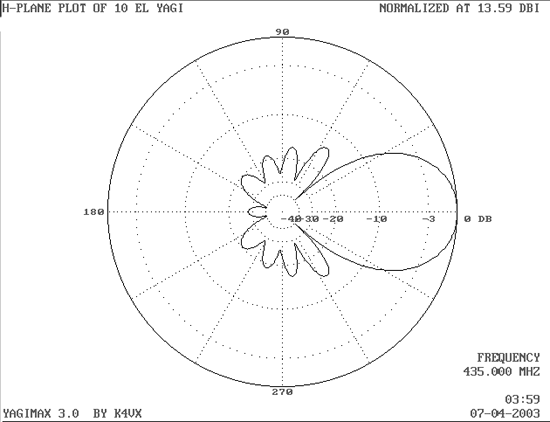 H-PLANE PLOT OF 10 EL YAGI
NORMALIZED AT 13.59 DBI
90
180
-40 -30 -20 -10 -3 0 DB
270
FREQUENCY
435.000 MHZ
03:59
YAGIMAX 3.0 BY K4VX
07-04-2003